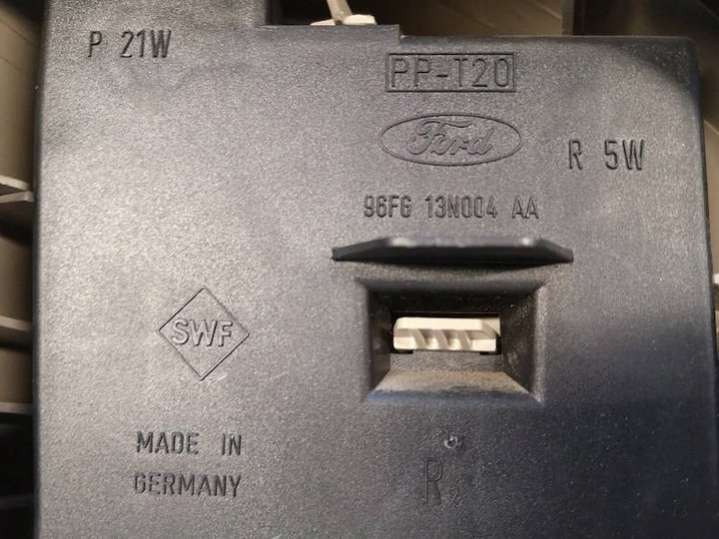 P 21W
PP-T20
Ford
R 5W
96FG 13N004 AA
SWF
MADE IN
GERMANY
R